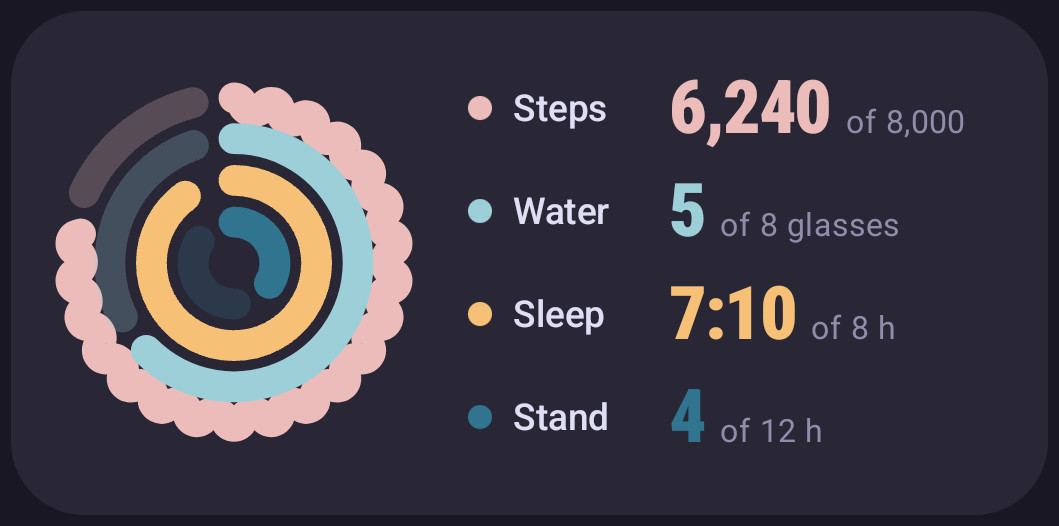 Steps 6,240 of 8,000
Water 5 of 8 glasses
Sleep 7:10 of 8 h
Stand 4 of 12 h